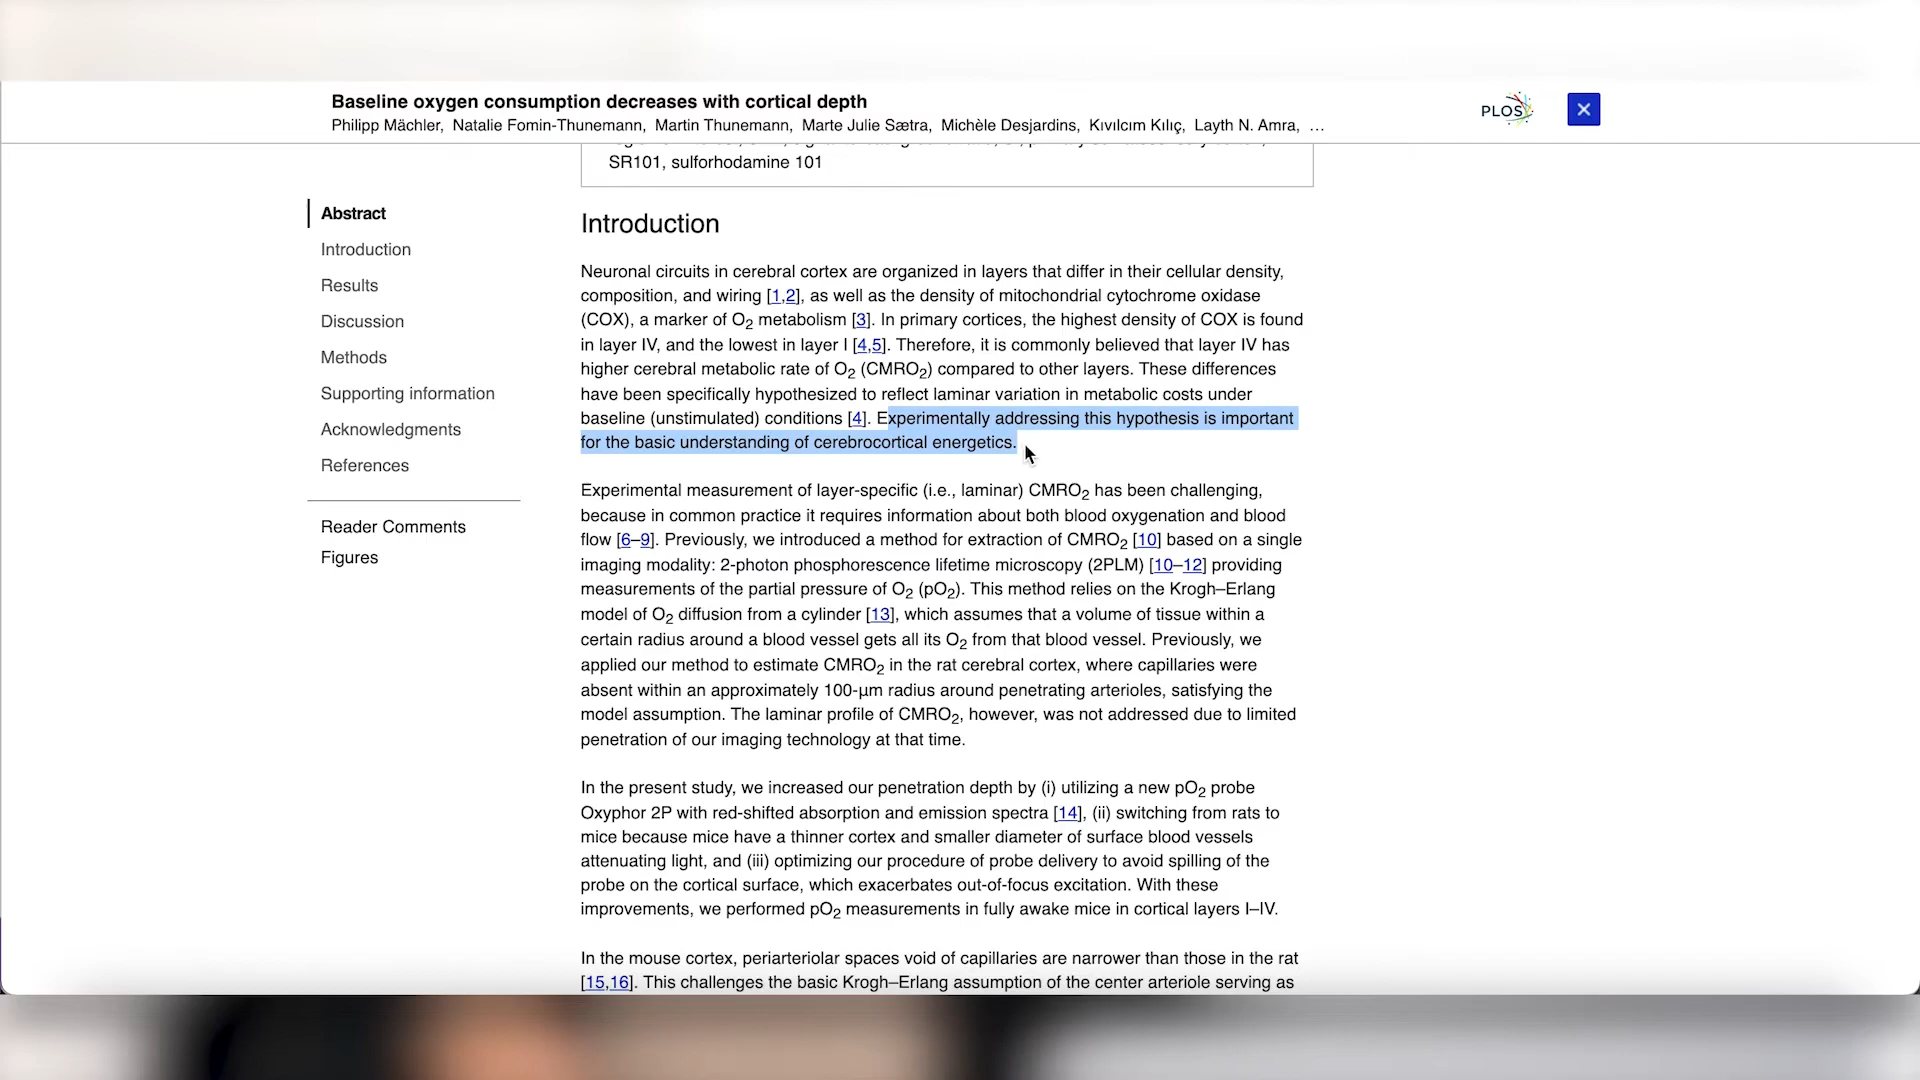 Baseline oxygen consumption decreases with cortical depth
Philipp Mächler, Natalie Fomin-Thunemann, Martin Thunemann, Marte Julie Sætra, Michèle Desjardins, Kıvılcım Kılıç, Layth N. Amra, …
PLOS
SR101, sulforhodamine 101
Abstract
Introduction
Results
Discussion
Methods
Supporting information
Acknowledgments
References
Reader Comments
Figures
Introduction
Neuronal circuits in cerebral cortex are organized in layers that differ in their cellular density,
composition, and wiring [1,2], as well as the density of mitochondrial cytochrome oxidase
(COX), a marker of O2 metabolism [3]. In primary cortices, the highest density of COX is found
in layer IV, and the lowest in layer I [4,5]. Therefore, it is commonly believed that layer IV has
higher cerebral metabolic rate of O2 (CMRO2) compared to other layers. These differences
have been specifically hypothesized to reflect laminar variation in metabolic costs under
baseline (unstimulated) conditions [4]. Experimentally addressing this hypothesis is important
for the basic understanding of cerebrocortical energetics.
Experimental measurement of layer-specific (i.e., laminar) CMRO2 has been challenging,
because in common practice it requires information about both blood oxygenation and blood
flow [6–9]. Previously, we introduced a method for extraction of CMRO2 [10] based on a single
imaging modality: 2-photon phosphorescence lifetime microscopy (2PLM) [10–12] providing
measurements of the partial pressure of O2 (pO2). This method relies on the Krogh–Erlang
model of O2 diffusion from a cylinder [13], which assumes that a volume of tissue within a
certain radius around a blood vessel gets all its O2 from that blood vessel. Previously, we
applied our method to estimate CMRO2 in the rat cerebral cortex, where capillaries were
absent within an approximately 100-μm radius around penetrating arterioles, satisfying the
model assumption. The laminar profile of CMRO2, however, was not addressed due to limited
penetration of our imaging technology at that time.
In the present study, we increased our penetration depth by (i) utilizing a new pO2 probe
Oxyphor 2P with red-shifted absorption and emission spectra [14], (ii) switching from rats to
mice because mice have a thinner cortex and smaller diameter of surface blood vessels
attenuating light, and (iii) optimizing our procedure of probe delivery to avoid spilling of the
probe on the cortical surface, which exacerbates out-of-focus excitation. With these
improvements, we performed pO2 measurements in fully awake mice in cortical layers I–IV.
In the mouse cortex, periarteriolar spaces void of capillaries are narrower than those in the rat
[15,16]. This challenges the basic Krogh–Erlang assumption of the center arteriole serving as